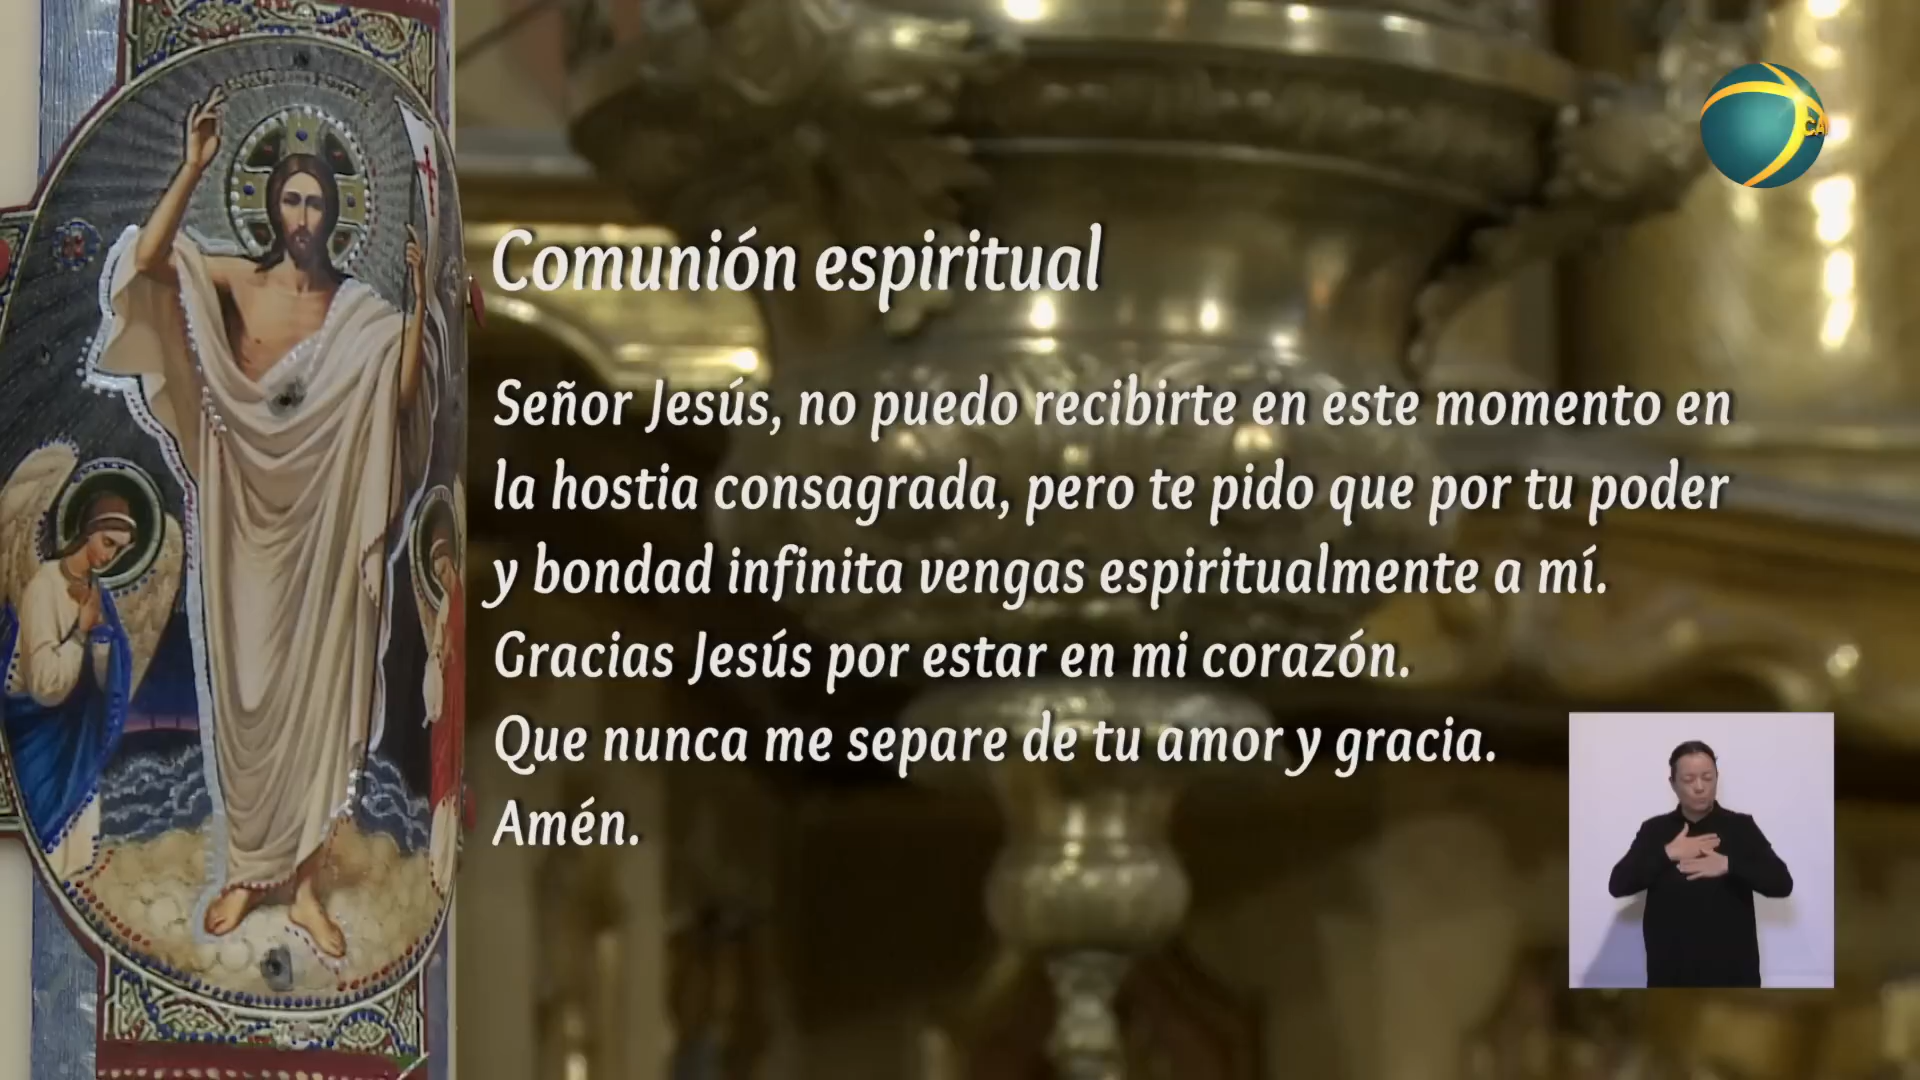 Comunión espiritual
Señor Jesús, no puedo recibirte en este momento en
la hostia consagrada, pero te pido que por tu poder
y bondad infinita vengas espiritualmente a mí.
Gracias Jesús por estar en mi corazón.
Que nunca me separe de tu amor y gracia.
Amén.